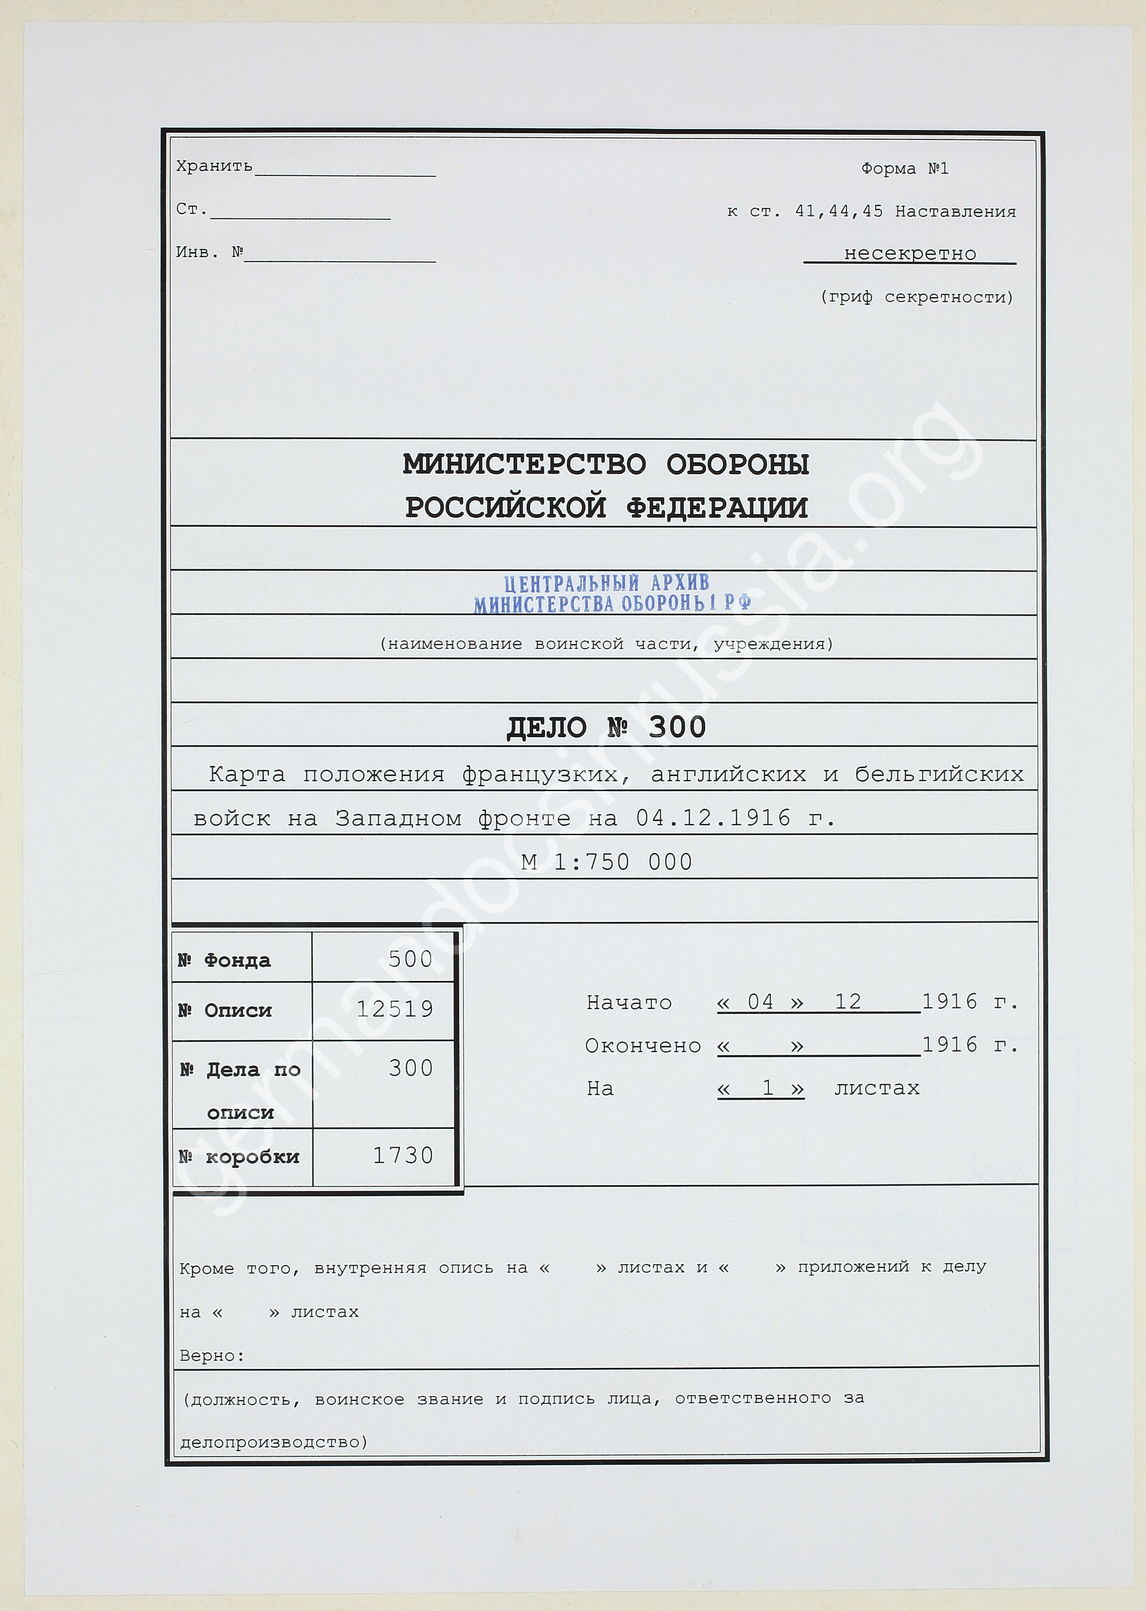 Хранить
Форма №1
Ст.
к ст. 41,44,45 Наставления
Инв. №
несекретно
(гриф секретности)
МИНИСТЕРСТВО ОБОРОНЫ
РОССИЙСКОЙ ФЕДЕРАЦИИ
ЦЕНТРАЛЬНЫЙ АРХИВ
МИНИСТЕРСТВА ОБОРОНЫ РФ
(наименование воинской части, учреждения)
ДЕЛО № 300
Карта положения французких, английских и бельгийских
войск на Западном фронте на 04.12.1916 г.
М 1:750 000
№ Фонда 500
№ Описи 12519
№ Дела по описи 300
№ коробки 1730
Начато « 04 » 12 1916 г.
Окончено « » 1916 г.
На « 1 » листах
Кроме того, внутренняя опись на « » листах и « » приложений к делу
на « » листах
Верно:
(должность, воинское звание и подпись лица, ответственного за
делопроизводство)
germandocsinrussia.org